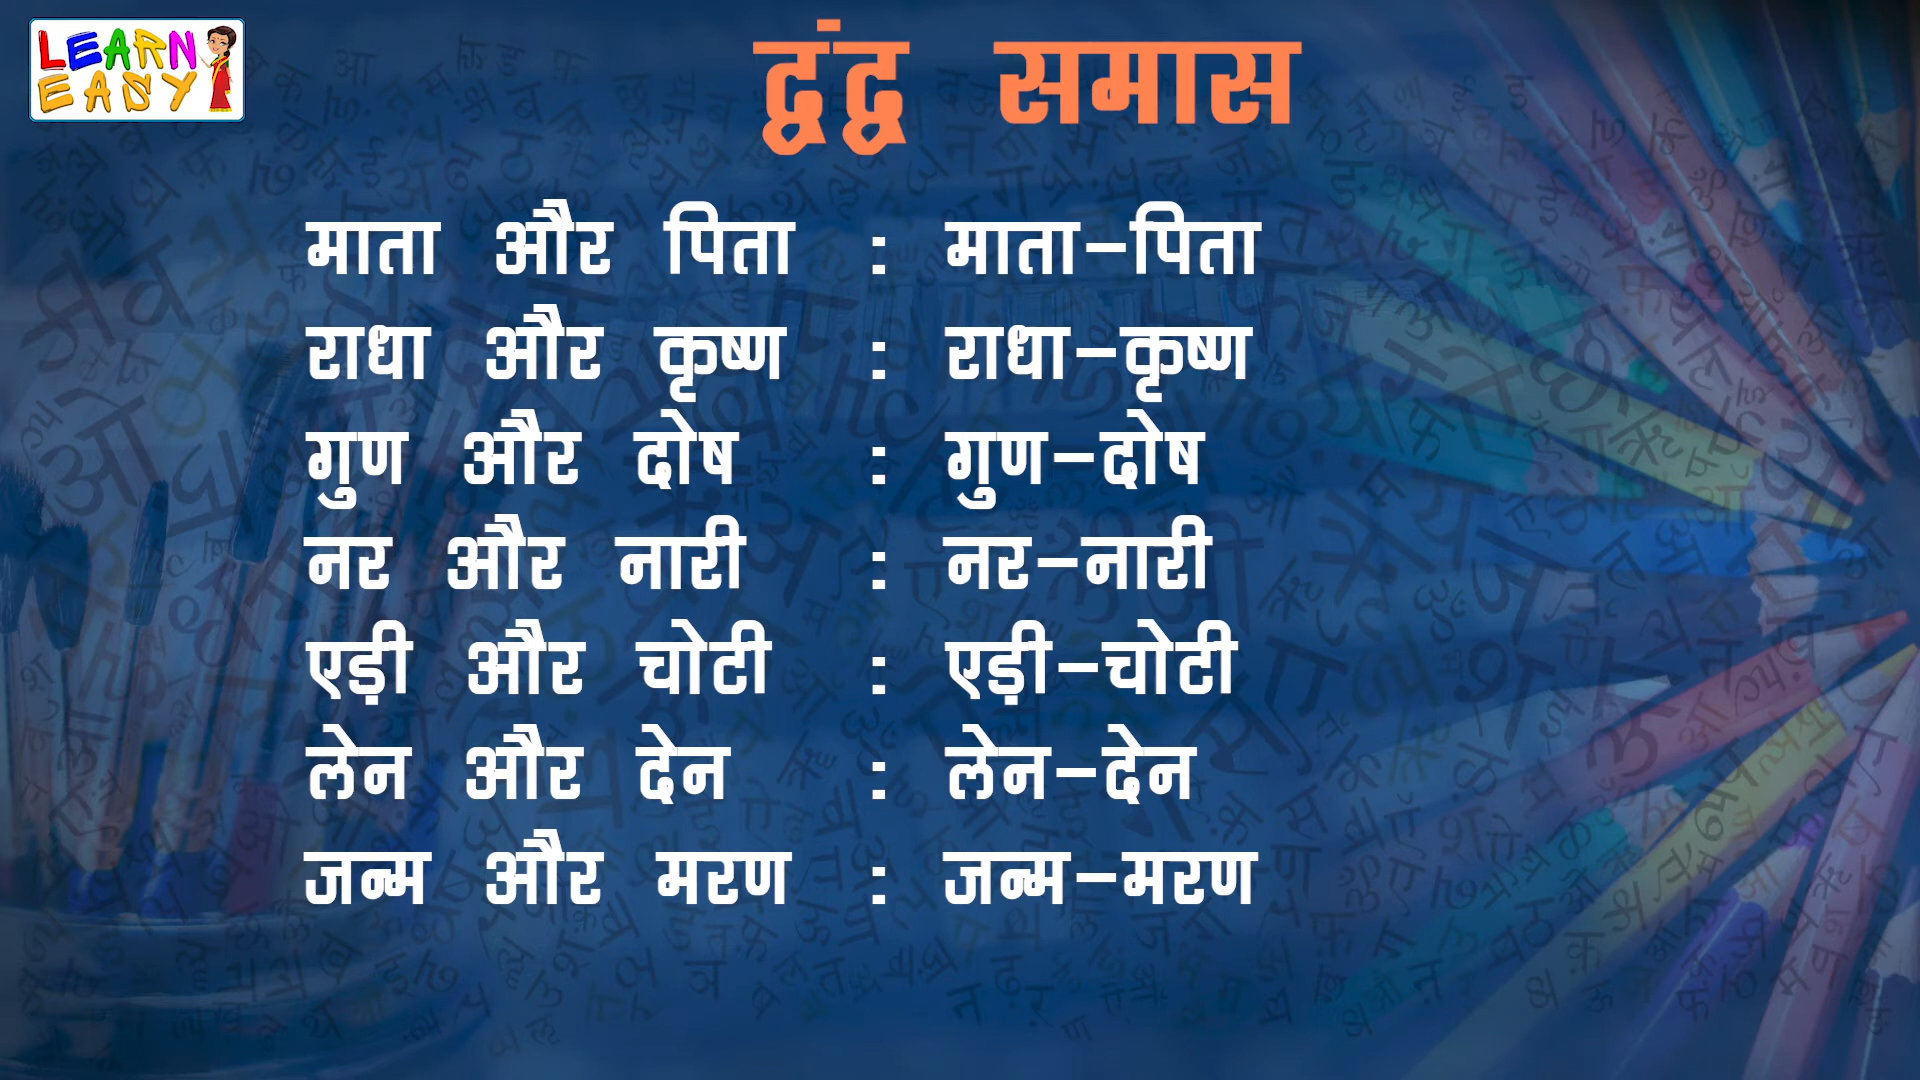 LEARN
EASY
द्वंद्व समास
माता और पिता : माता-पिता
राधा और कृष्ण : राधा-कृष्ण
गुण और दोष : गुण-दोष
नर और नारी : नर-नारी
एड़ी और चोटी : एड़ी-चोटी
लेन और देन : लेन-देन
जन्म और मरण : जन्म-मरण